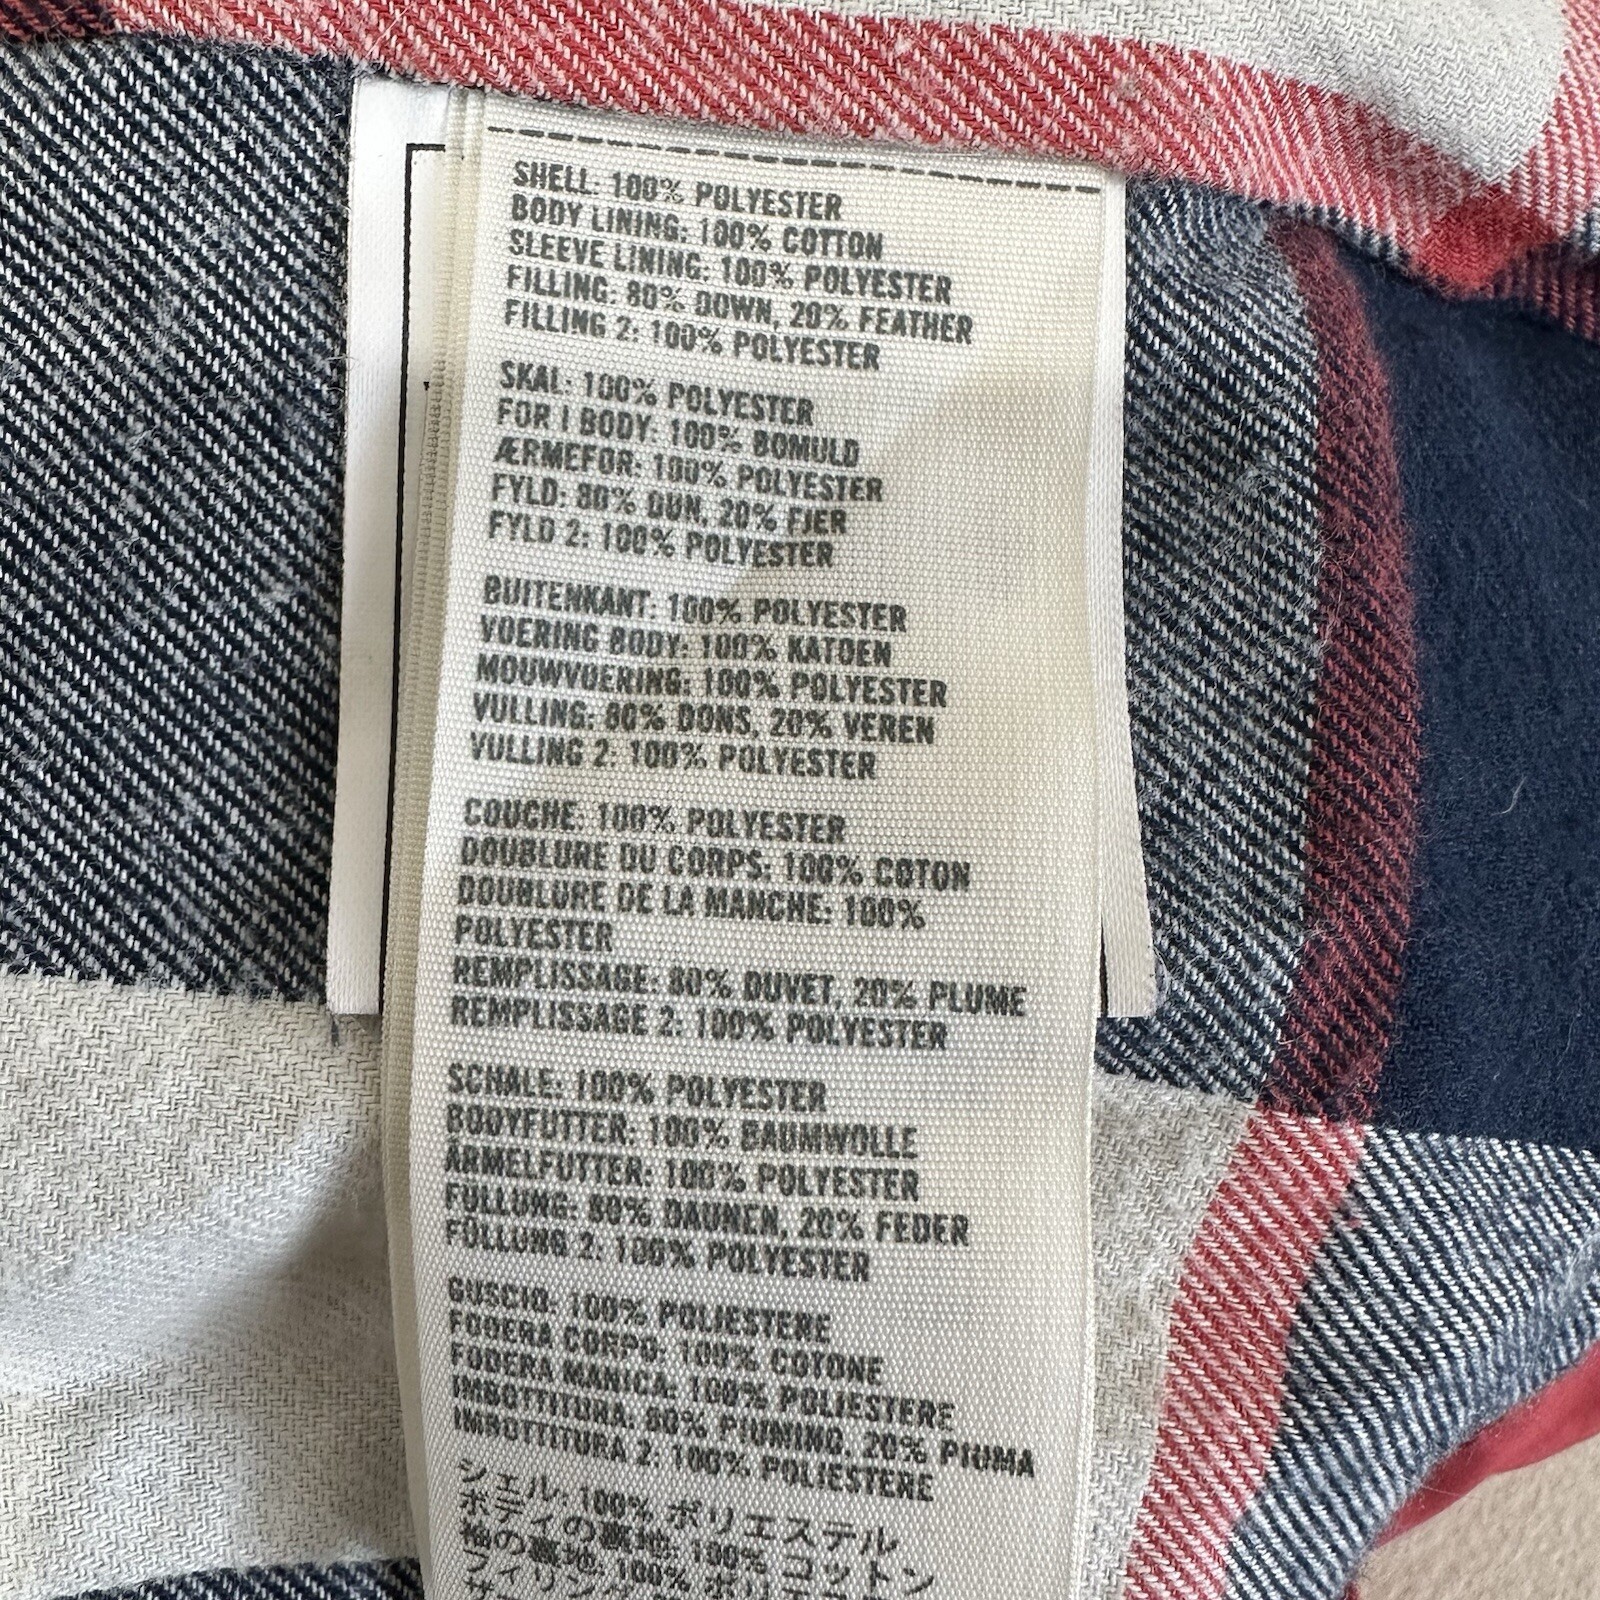 SHELL: 100% POLYESTER
BODY LINING: 100% COTTON
SLEEVE LINING: 100% POLYESTER
FILLING: 80% DOWN, 20% FEATHER
FILLING 2: 100% POLYESTER
SKAL: 100% POLYESTER
FOR I BODY: 100% BOMULD
ÆRMEFOR: 100% POLYESTER
FYLD: 80% DUN, 20% FJER
FYLD 2: 100% POLYESTER
BUITENKANT: 100% POLYESTER
VOERING BODY: 100% KATOEN
MOUWVOERING: 100% POLYESTER
VULLING: 80% DONS, 20% VEREN
VULLING 2: 100% POLYESTER
COUCHE: 100% POLYESTER
DOUBLURE DU CORPS: 100% COTON
DOUBLURE DE LA MANCHE: 100%
POLYESTER
REMPLISSAGE: 80% DUVET, 20% PLUME
REMPLISSAGE 2: 100% POLYESTER
SCHALE: 100% POLYESTER
BODYFUTTER: 100% BAUMWOLLE
ÄRMELFUTTER: 100% POLYESTER
FÜLLUNG: 80% DAUNEN, 20% FEDER
FÜLLUNG 2: 100% POLYESTER
GUSCIO: 100% POLIESTERE
FODERA CORPO: 100% COTONE
FODERA MANICA: 100% POLIESTERE
IMBOTTITURA: 80% PIUMINO, 20% PIUMA
IMBOTTITURA 2: 100% POLIESTERE
シェル: 100% ポリエステル
ボディの裏地: 100% コットン
袖の裏地: 100% ポリエ